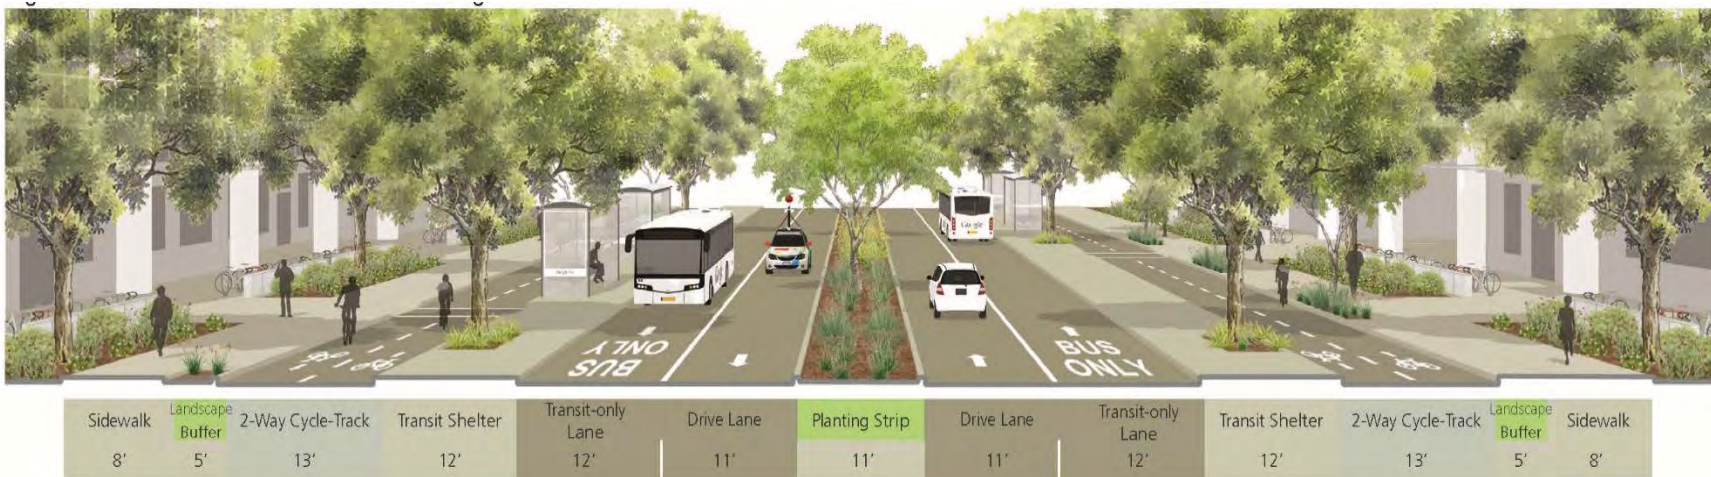 BUS
ONLY
BUS
ONLY
Google
Sidewalk
Landscape
Buffer
2-Way Cycle-Track
Transit Shelter
Transit-only
Lane
Drive Lane
Planting Strip
Drive Lane
Transit-only
Lane
Transit Shelter
2-Way Cycle-Track
Landscape
Buffer
Sidewalk
8’ 5’ 13’ 12’ 12’ 11’ 11’ 11’ 12’ 12’ 13’ 5’ 8’